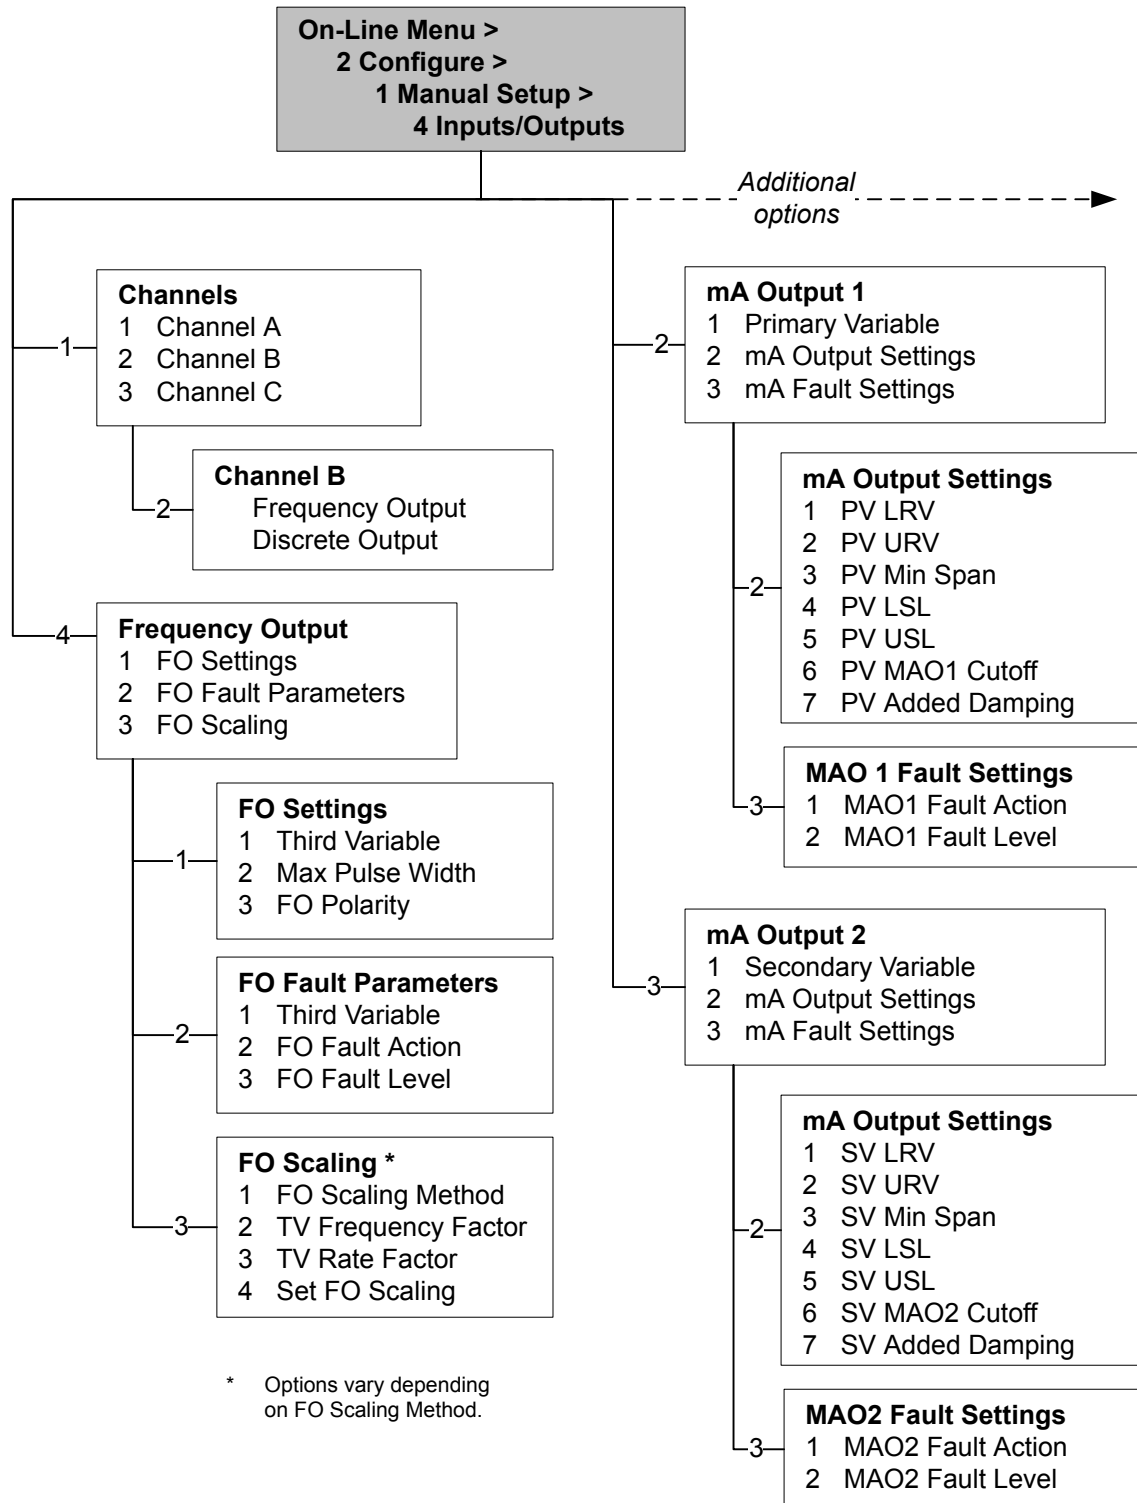 On-Line Menu >
2 Configure >
1 Manual Setup >
4 Inputs/Outputs
Additional
options
1
Channels
1 Channel A
2 Channel B
3 Channel C
2
Channel B
Frequency Output
Discrete Output
4
Frequency Output
1 FO Settings
2 FO Fault Parameters
3 FO Scaling
1
FO Settings
1 Third Variable
2 Max Pulse Width
3 FO Polarity
2
FO Fault Parameters
1 Third Variable
2 FO Fault Action
3 FO Fault Level
3
FO Scaling *
1 FO Scaling Method
2 TV Frequency Factor
3 TV Rate Factor
4 Set FO Scaling
* Options vary depending
on FO Scaling Method.
2
mA Output 1
1 Primary Variable
2 mA Output Settings
3 mA Fault Settings
2
mA Output Settings
1 PV LRV
2 PV URV
3 PV Min Span
4 PV LSL
5 PV USL
6 PV MAO1 Cutoff
7 PV Added Damping
3
MAO 1 Fault Settings
1 MAO1 Fault Action
2 MAO1 Fault Level
3
mA Output 2
1 Secondary Variable
2 mA Output Settings
3 mA Fault Settings
2
mA Output Settings
1 SV LRV
2 SV URV
3 SV Min Span
4 SV LSL
5 SV USL
6 SV MAO2 Cutoff
7 SV Added Damping
3
MAO2 Fault Settings
1 MAO2 Fault Action
2 MAO2 Fault Level